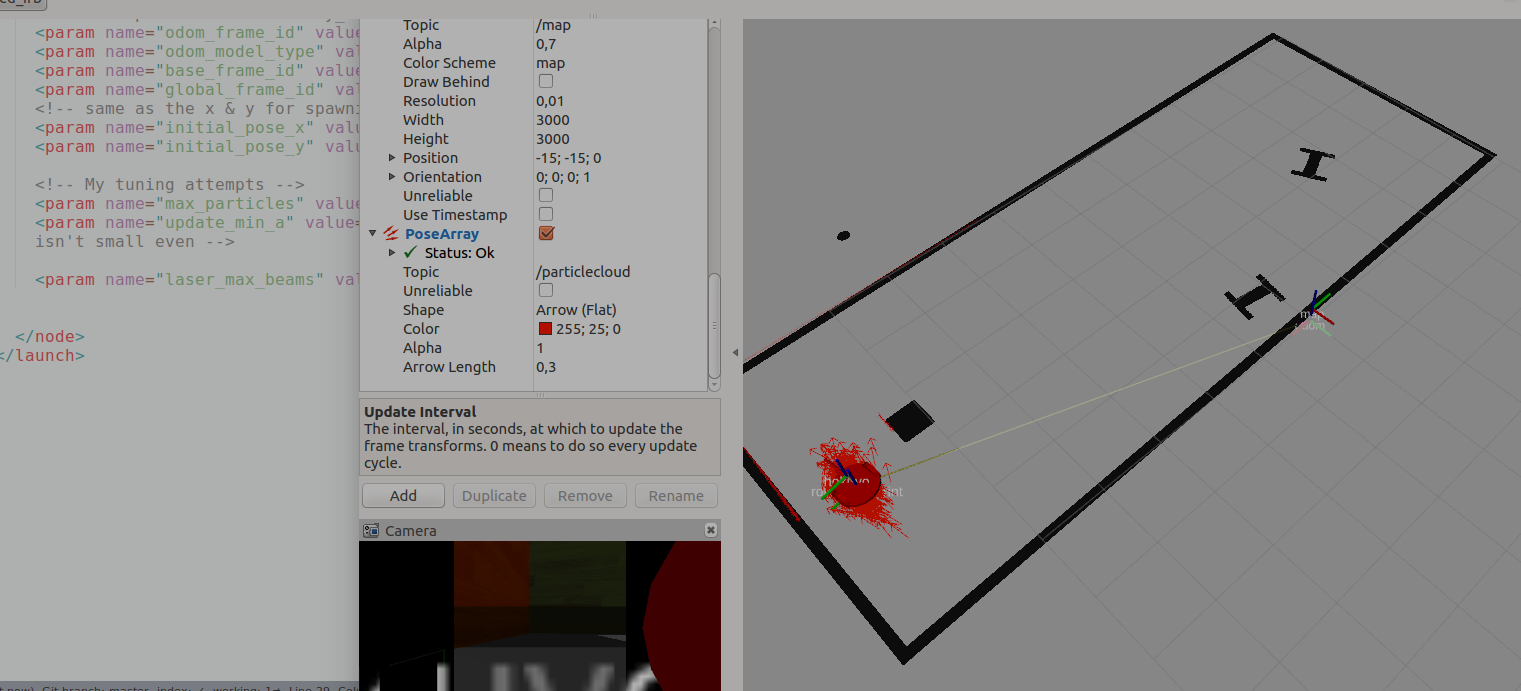 <param name="odom_frame_id" value
<param name="odom_model_type" val
<param name="base_frame_id" value
<param name="global_frame_id" val
<!-- same as the x & y for spawni
<param name="initial_pose_x" valu
<param name="initial_pose_y" valu
<!-- My tuning attempts -->
<param name="max_particles" value
<param name="update_min_a" value=
isn't small even -->
<param name="laser_max_beams" val
</node>
</launch>
Topic /map
Alpha 0,7
Color Scheme map
Draw Behind
Resolution 0,01
Width 3000
Height 3000
Position -15; -15; 0
Orientation 0; 0; 0; 1
Unreliable
Use Timestamp
PoseArray
Status: Ok
Topic /particlecloud
Unreliable
Shape Arrow (Flat)
Color 255; 25; 0
Alpha 1
Arrow Length 0,3
Update Interval
The interval, in seconds, at which to update the
frame transforms. 0 means to do so every update
cycle.
Add Duplicate Remove Rename
Camera
map
odom